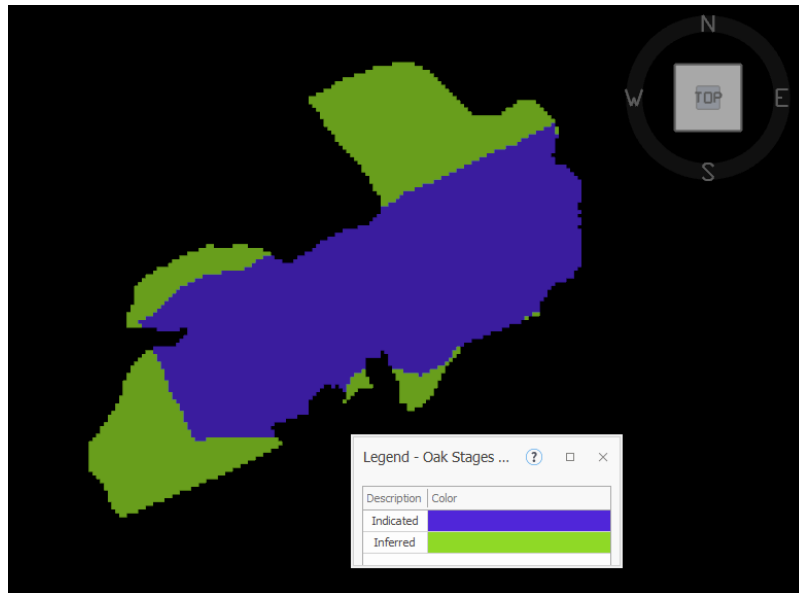 N
W
TOP
E
S
Legend - Oak Stages ... ?
Description Color
Indicated
Inferred